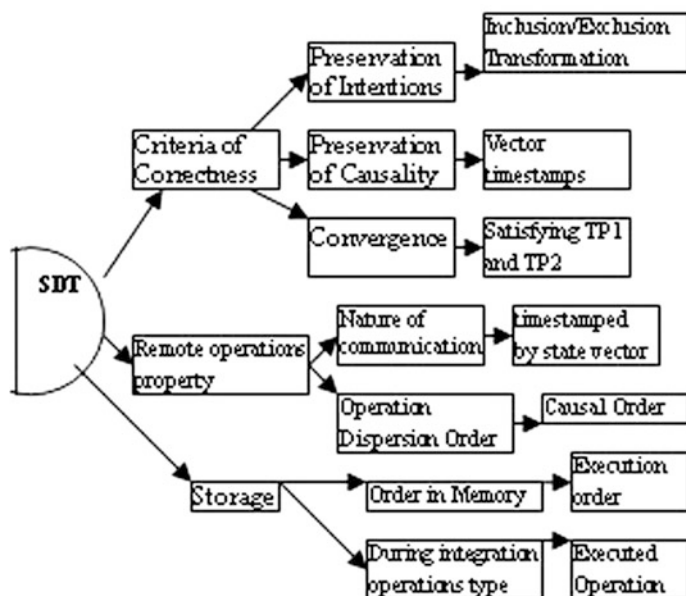 Inclusion/Exclusion
Transformation
Preservation
of Intentions
Criteria of
Correctness
Preservation
of Causality
Vector
timestamps
Convergence
Satisfying TP1
and TP2
SDT
Remote operations
property
Nature of
communication
timestamped
by state vector
Operation
Dispersion Order
Causal Order
Storage
Order in Memory
Execution
order
During integration
operations type
Executed
Operation